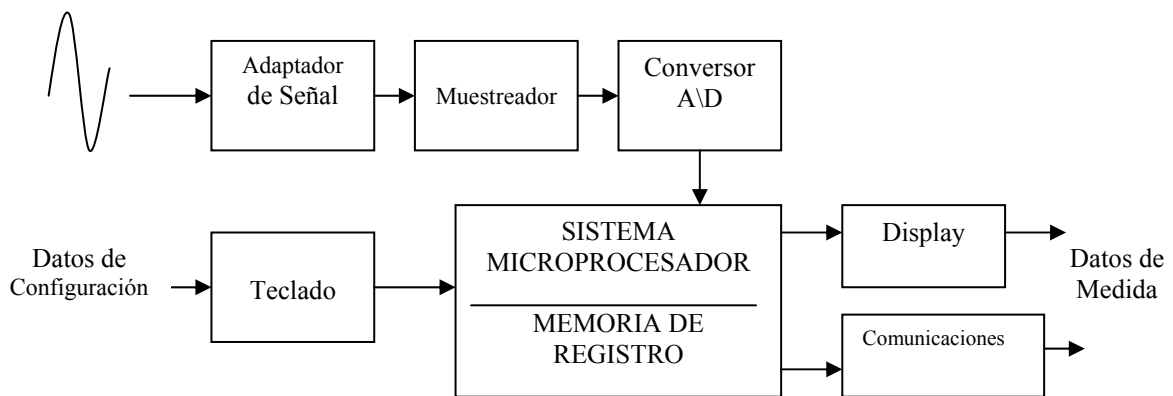 Adaptador
de Señal
Muestreador
Conversor
A\D
Datos de
Configuración
Teclado
SISTEMA
MICROPROCESADOR
MEMORIA DE
REGISTRO
Display
Datos de
Medida
Comunicaciones